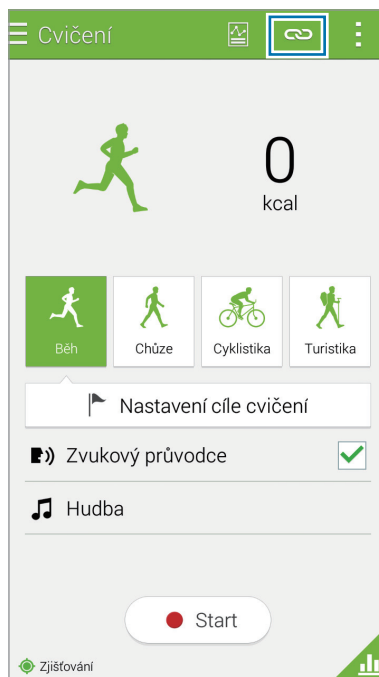 Cvičení
0
kcal
Běh
Chůze
Cyklistika
Turistika
Nastavení cíle cvičení
Zvukový průvodce
Hudba
Start
Zjišťování